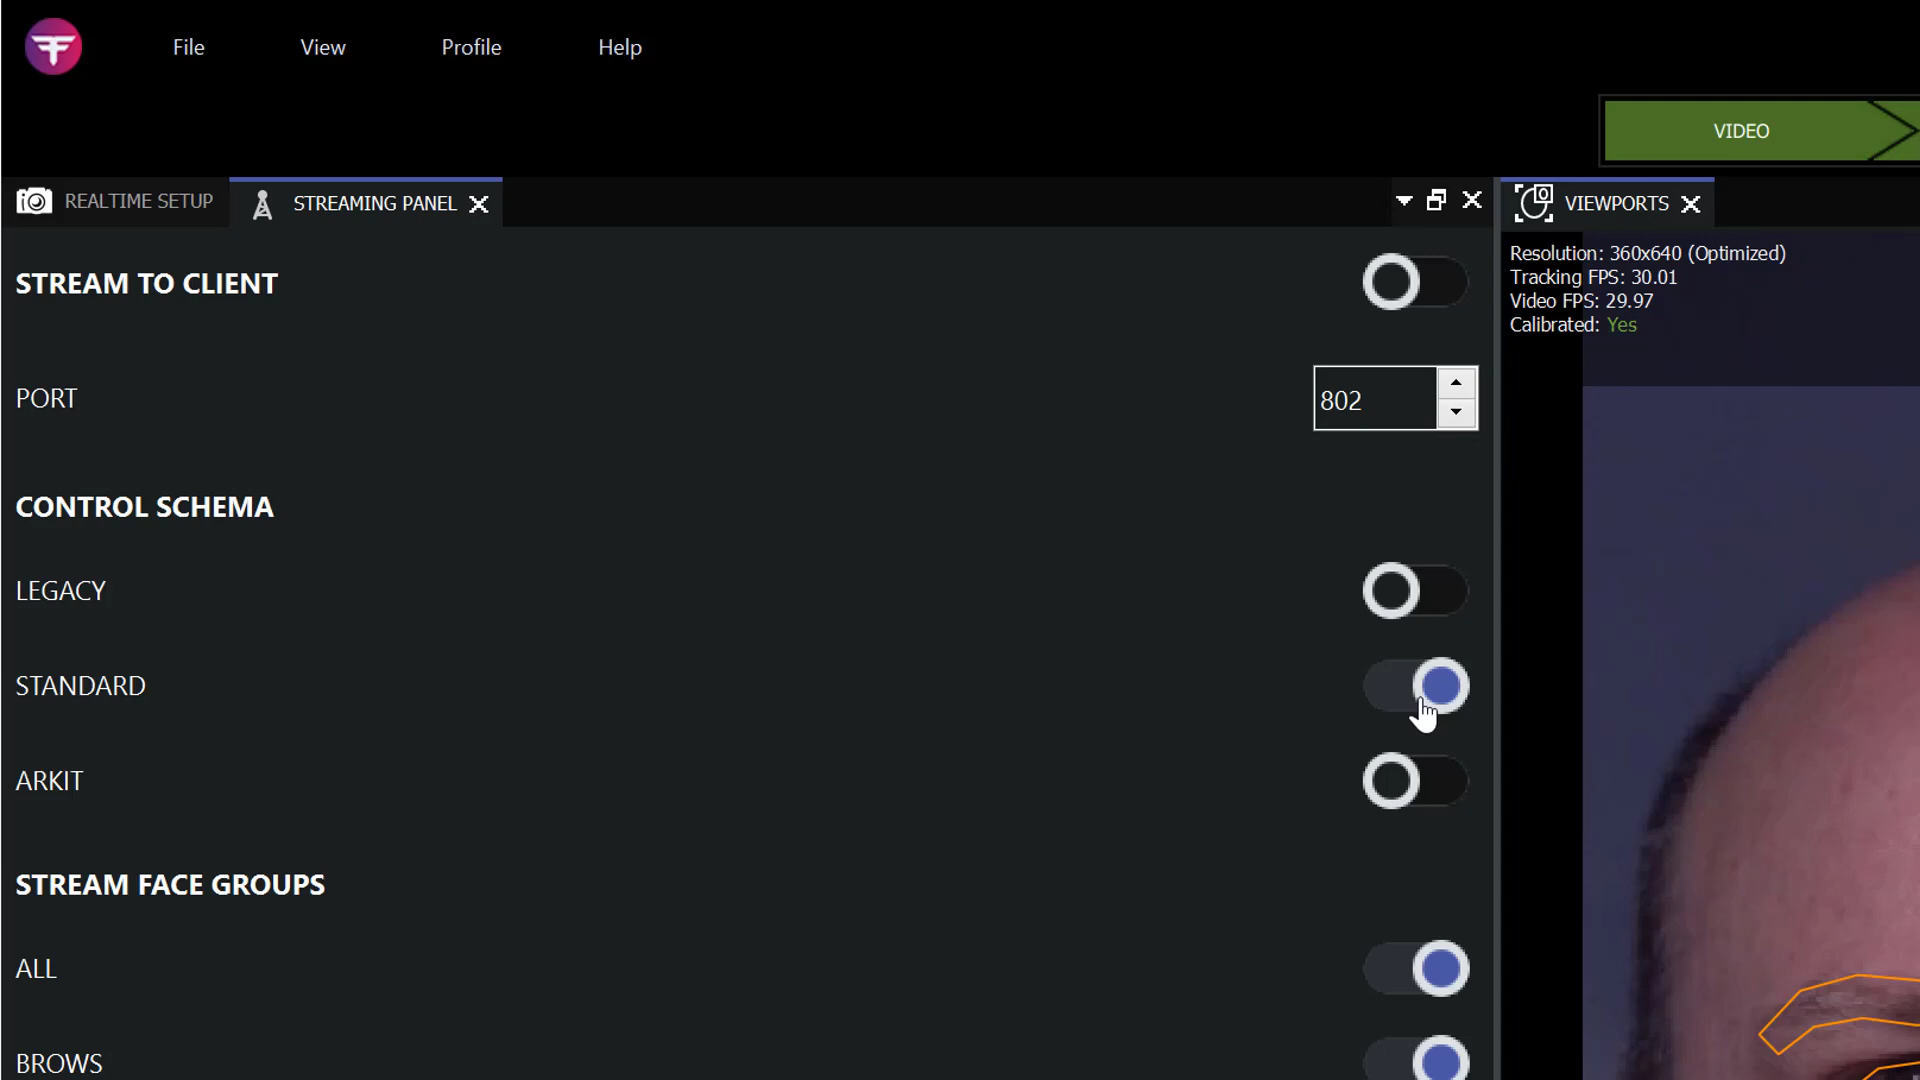 File View Profile Help
VIDEO
REALTIME SETUP STREAMING PANEL VIEWPORTS
Resolution: 360x640 (Optimized)
Tracking FPS: 30.01
Video FPS: 29.97
Calibrated: Yes
STREAM TO CLIENT
PORT 802
CONTROL SCHEMA
LEGACY
STANDARD
ARKIT
STREAM FACE GROUPS
ALL
BROWS